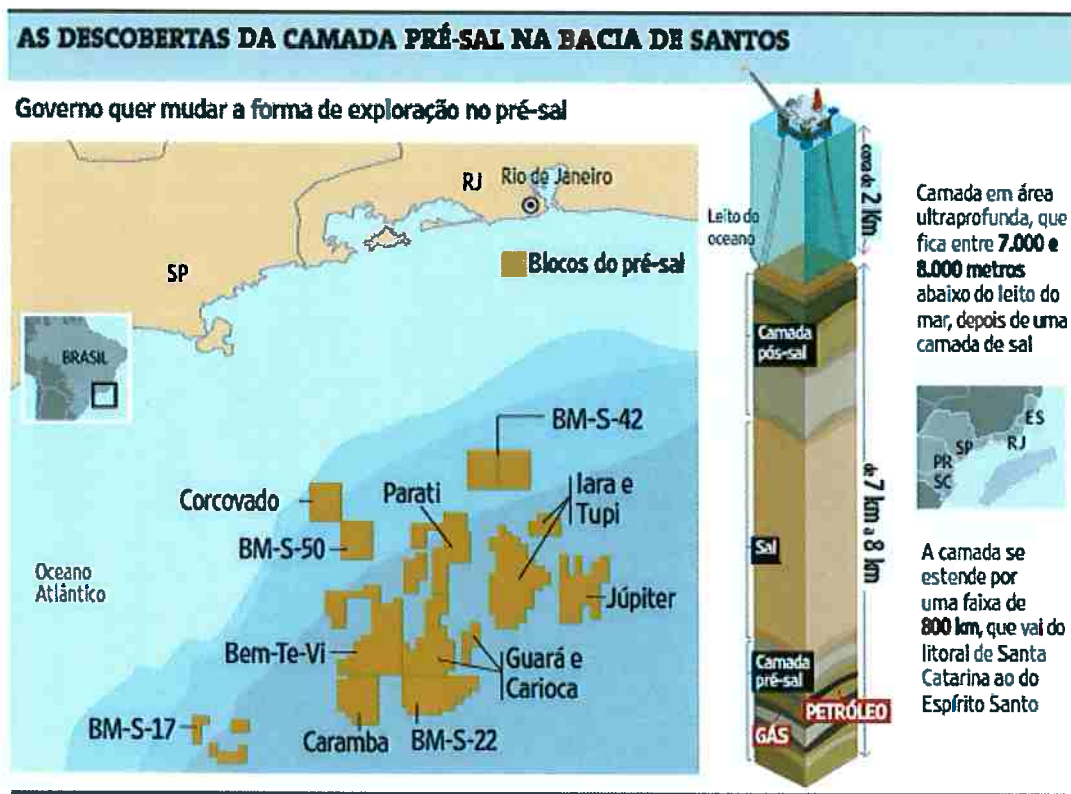 AS DESCOBERTAS DA CAMADA PRÉ-SAL NA BACIA DE SANTOS
Governo quer mudar a forma de exploração no pré-sal
RJ
Rio de Janeiro
SP
Blocos do pré-sal
BRASIL
BM-S-42
Corcovado
Parati
Iara e
Tupi
BM-S-50
Oceano
Atlântico
Júpiter
Bem-Te-Vi
Guará e
Carioca
BM-S-17
Caramba
BM-S-22
cerca de 2 km
Leito do
oceano
Camada
pós-sal
Sal
de 7 km a 8 km
Camada
pré-sal
PETRÓLEO
GÁS
Camada em área
ultraprofunda, que
fica entre 7.000 e
8.000 metros
abaixo do leito do
mar, depois de uma
camada de sal
ES
SP
RJ
PR
SC
A camada se
estende por
uma faixa de
800 km, que vai do
litoral de Santa
Catarina ao do
Espírito Santo